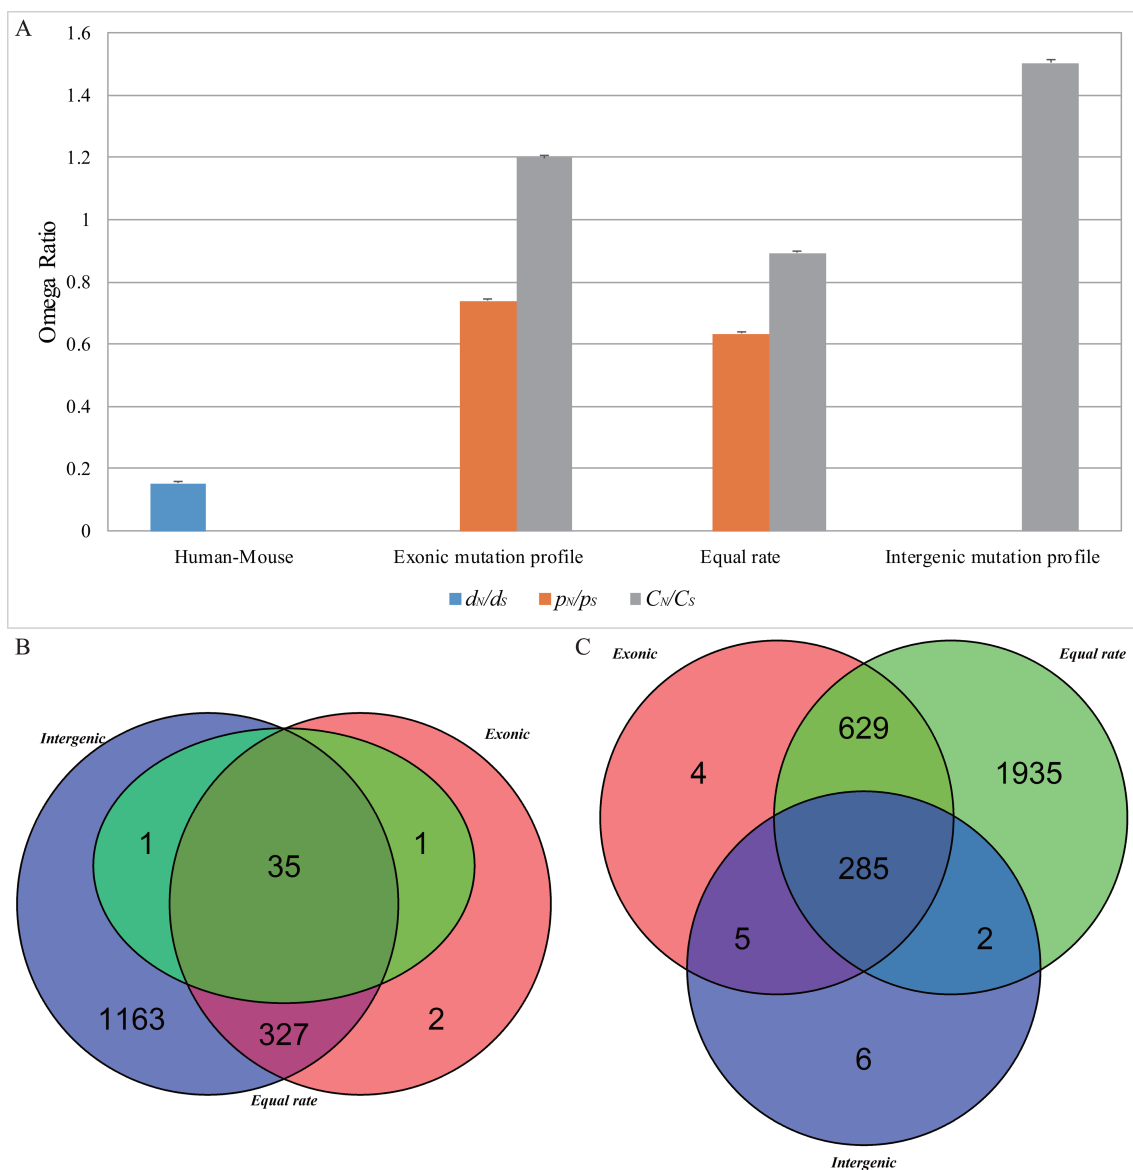 A
1.6
1.4
1.2
1
0.8
0.6
0.4
0.2
0
Omega Ratio
Human-Mouse Exonic mutation profile Equal rate Intergenic mutation profile
dN/dS pN/pS CN/CS
B
Intergenic
Exonic
1
35
1
1163
327
2
Equal rate
C
Exonic
Equal rate
629
4
1935
285
5
2
6
Intergenic